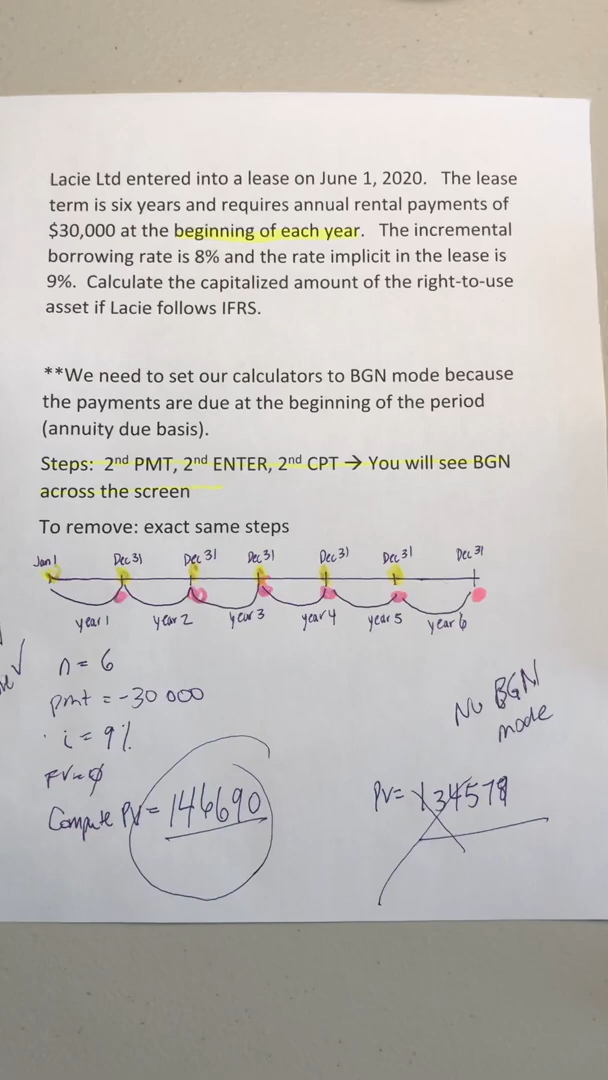 Lacie Ltd entered into a lease on June 1, 2020. The lease
term is six years and requires annual rental payments of
$30,000 at the beginning of each year. The incremental
borrowing rate is 8% and the rate implicit in the lease is
9%. Calculate the capitalized amount of the right-to-use
asset if Lacie follows IFRS.
**We need to set our calculators to BGN mode because
the payments are due at the beginning of the period
(annuity due basis).
Steps: 2nd PMT, 2nd ENTER, 2nd CPT → You will see BGN
across the screen
To remove: exact same steps
Jan 1 Dec 31 Dec 31 Dec 31 Dec 31 Dec 31 Dec 31
year 1 year 2 year 3 year 4 year 5 year 6
n = 6
pmt = -30 000
i = 9%
FV = Ø
Compute PV = 146690
No BGN
mode
PV = 134578